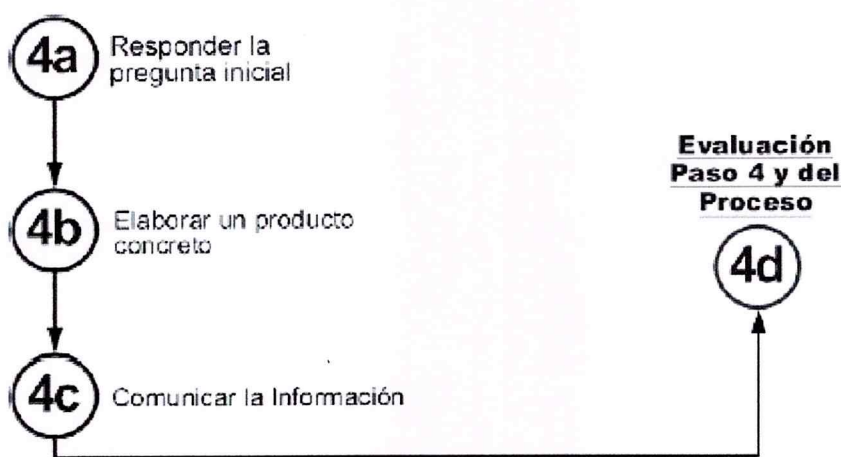 4a
Responder la
pregunta inicial
4b
Elaborar un producto
concreto
4c
Comunicar la Información
Evaluación
Paso 4 y del
Proceso
4d